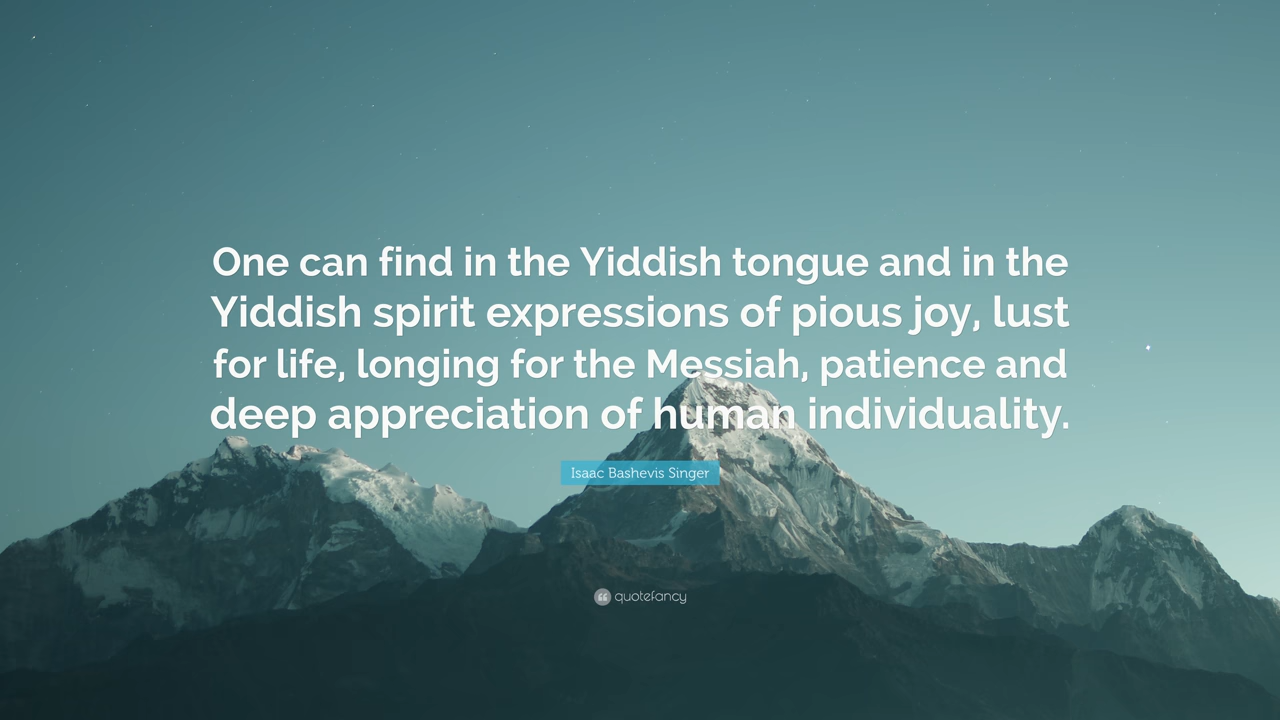 One can find in the Yiddish tongue and in the
Yiddish spirit expressions of pious joy, lust
for life, longing for the Messiah, patience and
deep appreciation of human individuality.
Isaac Bashevis Singer
quotefancy